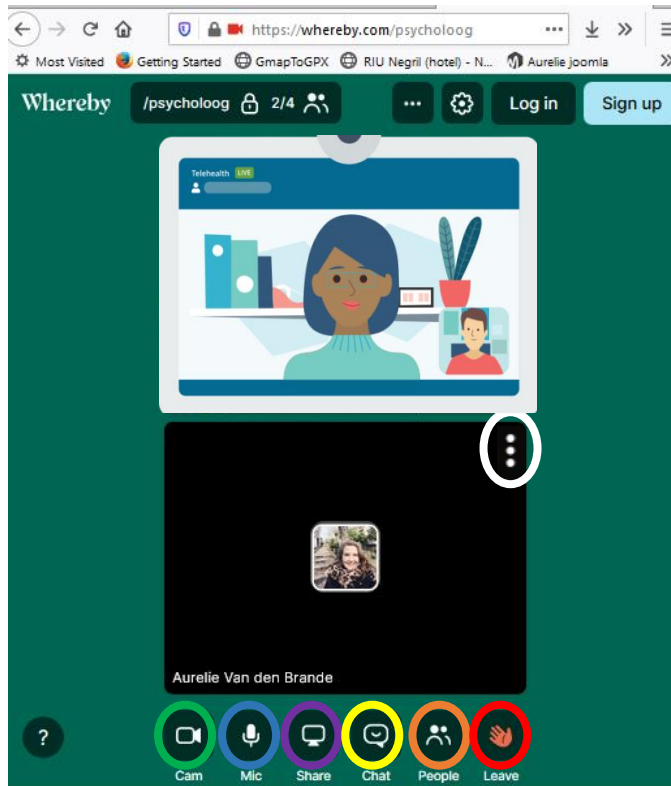 https://whereby.com/psycholoog
Most Visited Getting Started GmapToGPX RIU Negril (hotel) - N... Aurelie joomla
Whereby /psycholoog 2/4 Log in Sign up
Telehealth LIVE
Aurelie Van den Brande
?
Cam Mic Share Chat People Leave